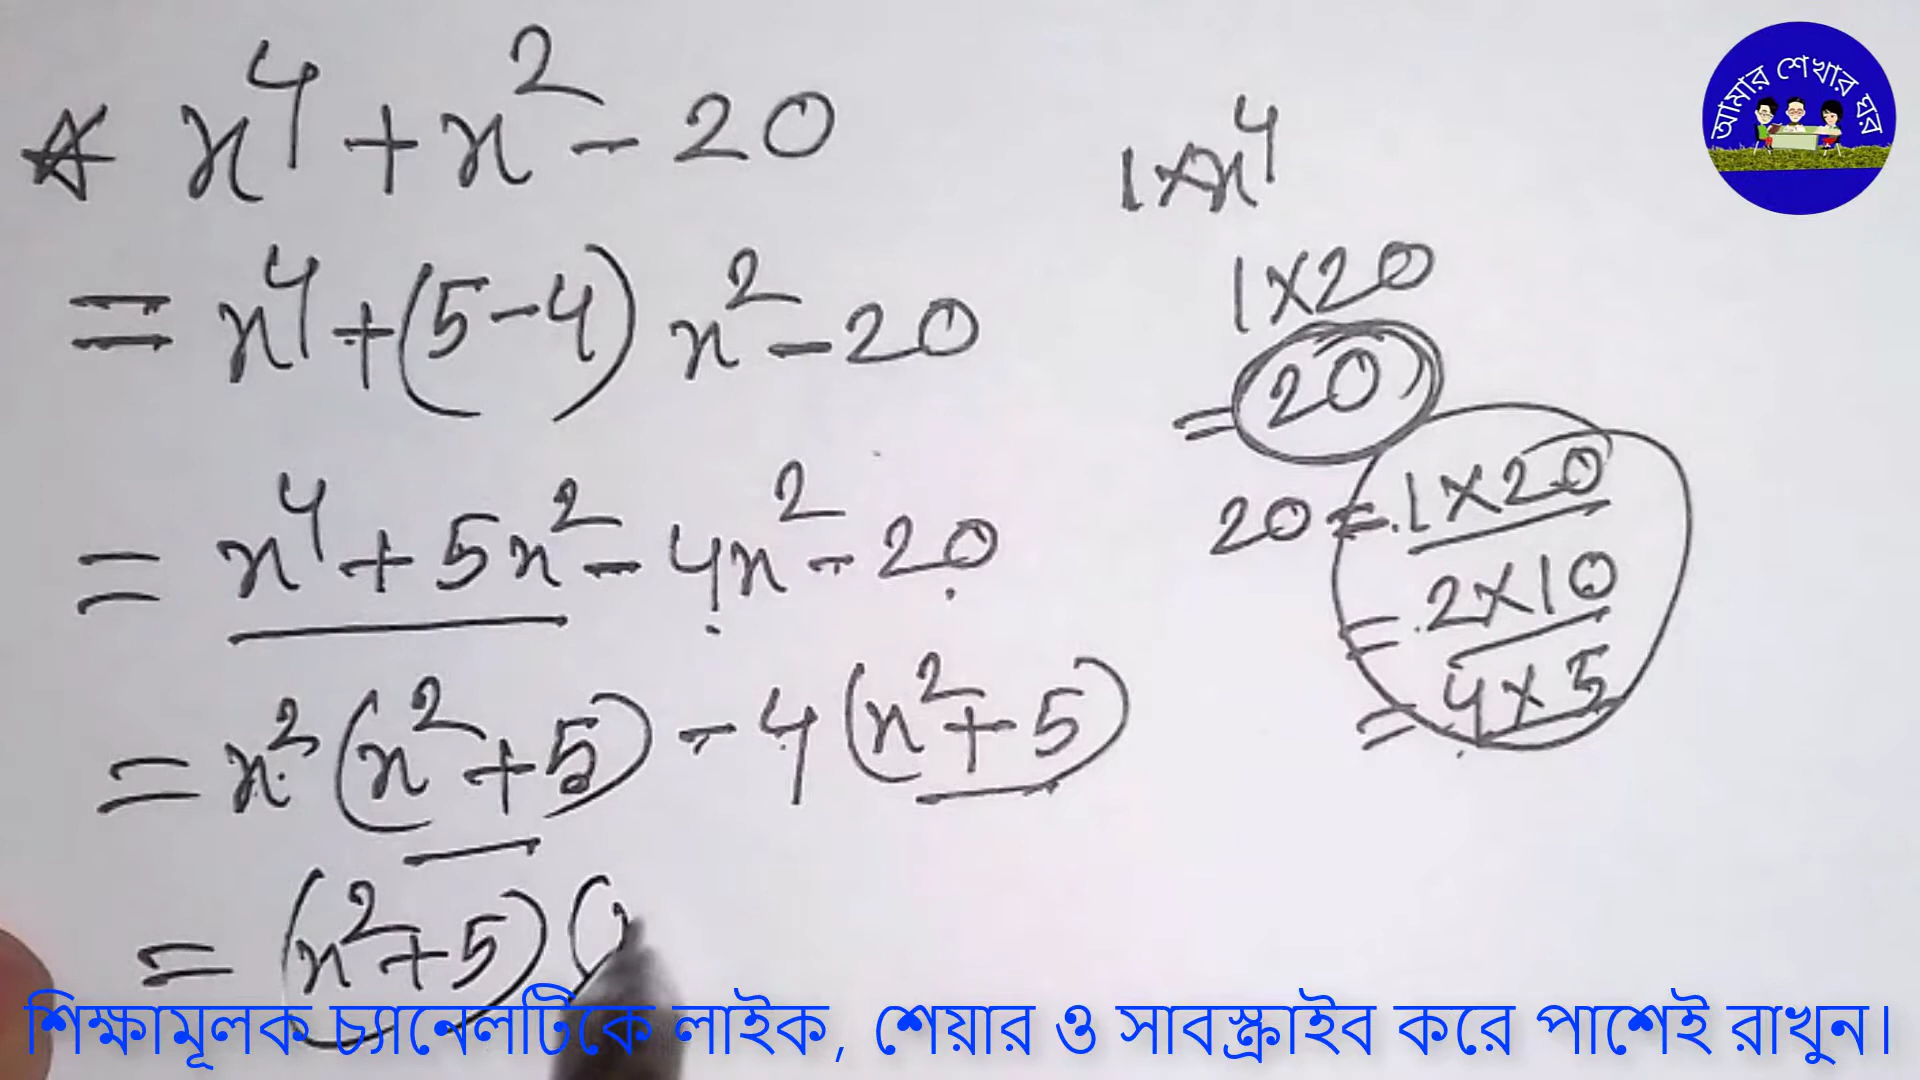 x⁴ + x² - 20
= x⁴ + (5 - 4) x² - 20
= x⁴ + 5x² - 4x² - 20
= x² (x² + 5) - 4 (x² + 5)
= (x² + 5) (
1 × x⁴
1 × 20
= 20
20 = 1 × 20
= 2 × 10
= 4 × 5
আমার শেখার ঘর
শিক্ষামূলক চ্যানেলটিকে লাইক, শেয়ার ও সাবস্ক্রাইব করে পাশেই রাখুন।